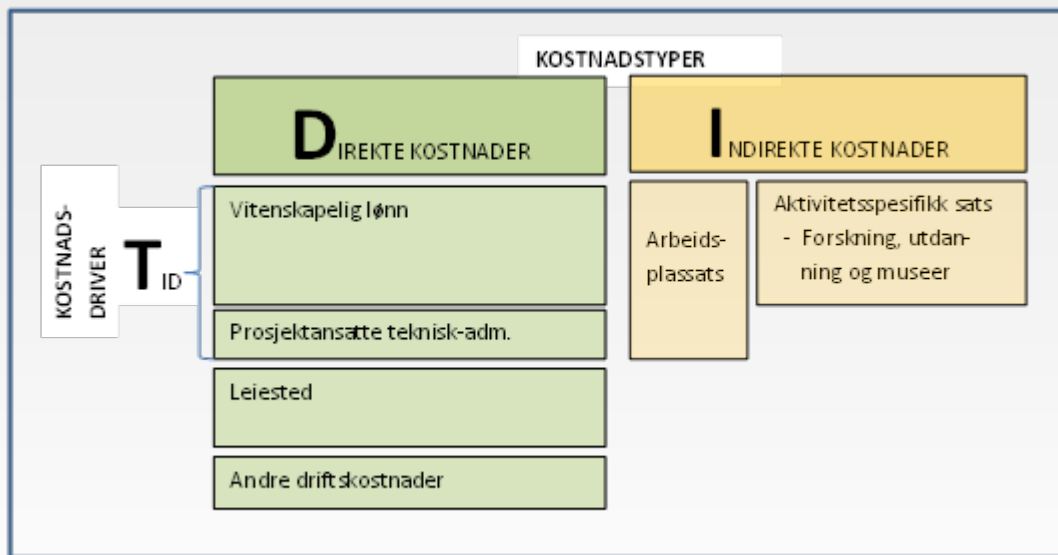 KOSTNADSTYPER
DIREKTE KOSTNADER
INDIREKTE KOSTNADER
KOSTNADS-
DRIVER
TID
Vitenskapelig lønn
Prosjektansatte teknisk-adm.
Leiested
Andre driftskostnader
Arbeids-
plassats
Aktivitetsspesifikk sats
- Forskning, utdan-
ning og museer